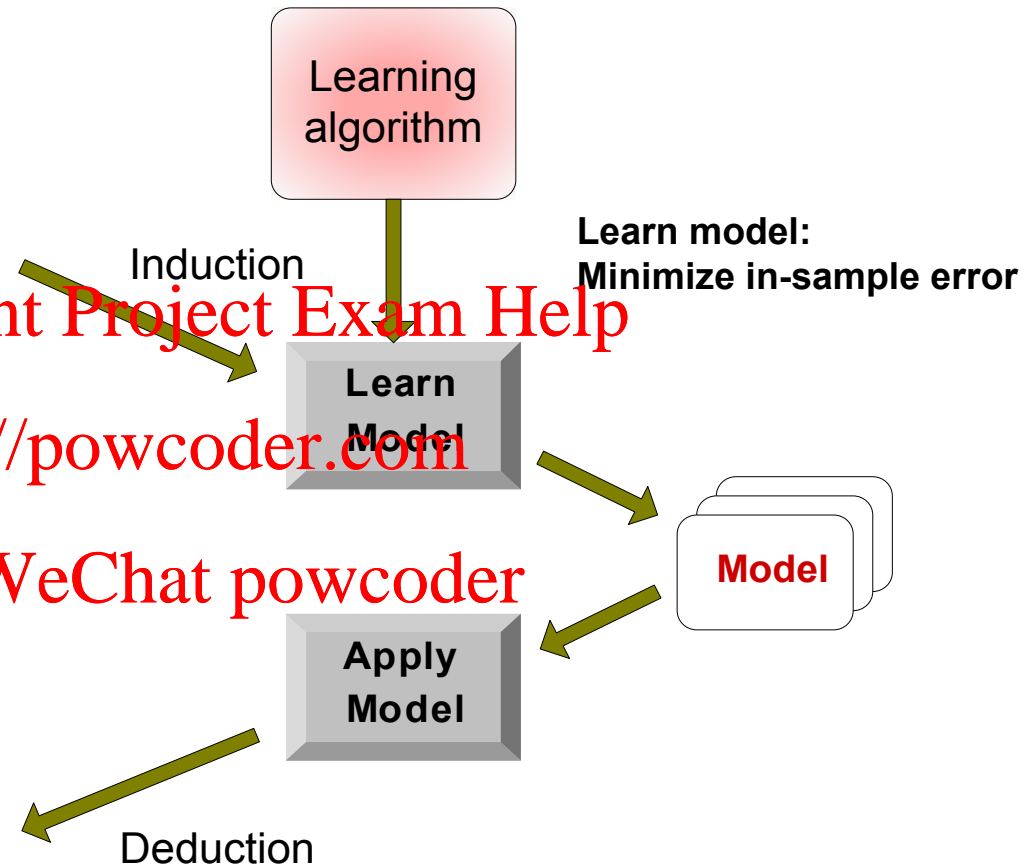 Learning
algorithm
Learn model:
Minimize in-sample error
Induction
nt Project Exam Help
Learn
Model
//powcoder.com
Model
WeChat powcoder
Apply
Model
Deduction